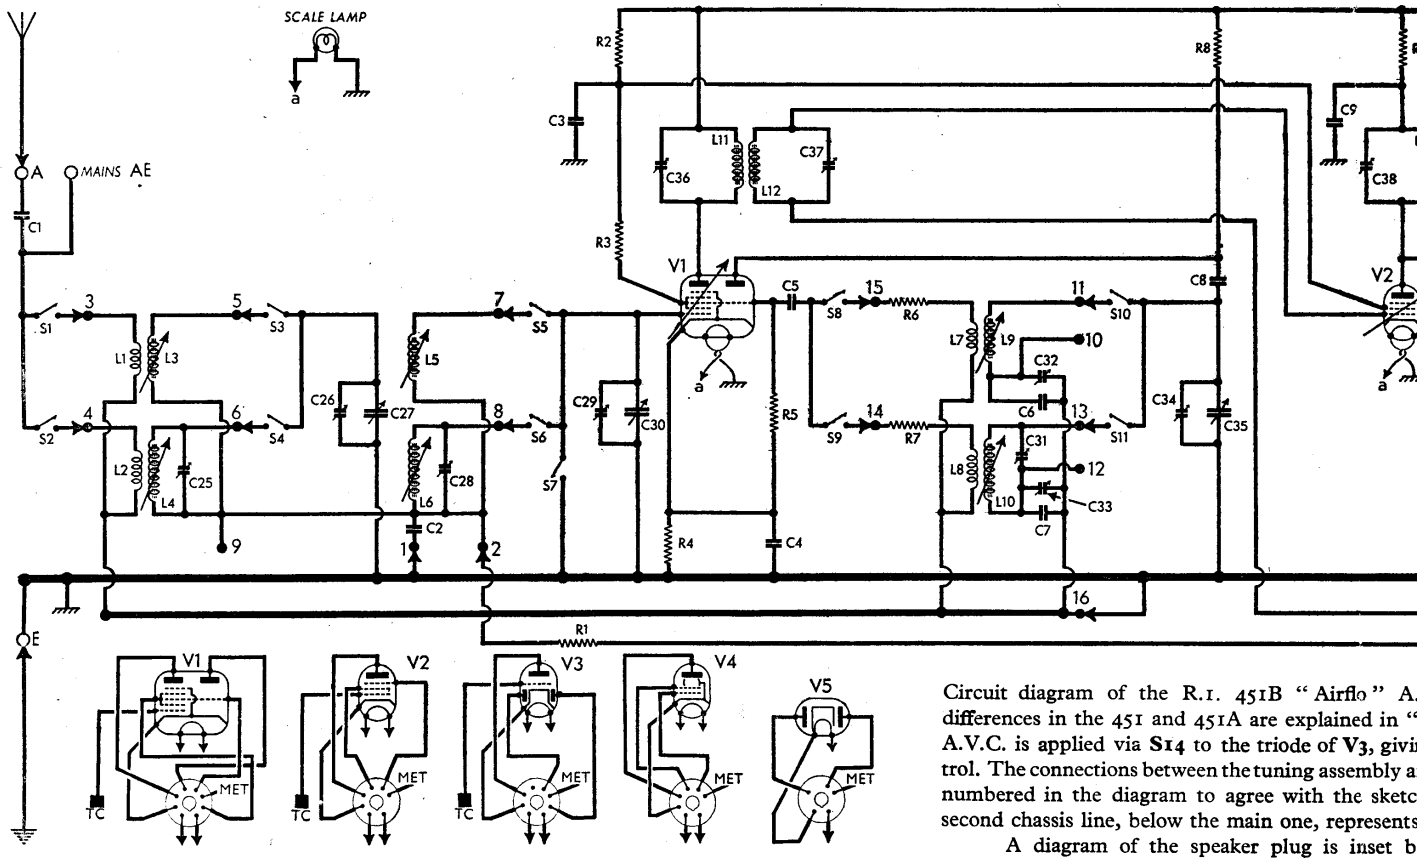 SCALE LAMP
a
R2
R8
R
C3
C9
L11
C36
C37
L12
C38
A
MAINS AE
C1
R3
V1
C5
C8
V2
3
5
7
15
11
S1
S3
S5
S8
R6
S10
L1
L3
L5
L7
L9
10
C32
a
a
C26
C27
C29
C30
R5
C6
C34
C35
4
6
8
14
13
S2
S4
S6
S9
R7
S11
C31
L2
L4
C25
L6
C28
S7
L8
L10
12
C33
9
1
C2
2
R4
C4
C7
16
E
R1
V1
V2
V3
V4
V5
MET
MET
MET
MET
MET
TC
TC
TC
Circuit diagram of the R.I. 451B “ Airflo ” A.
differences in the 451 and 451A are explained in “
A.V.C. is applied via S14 to the triode of V3, givi
trol. The connections between the tuning assembly a
numbered in the diagram to agree with the sketc
second chassis line, below the main one, represents
A diagram of the speaker plug is inset b